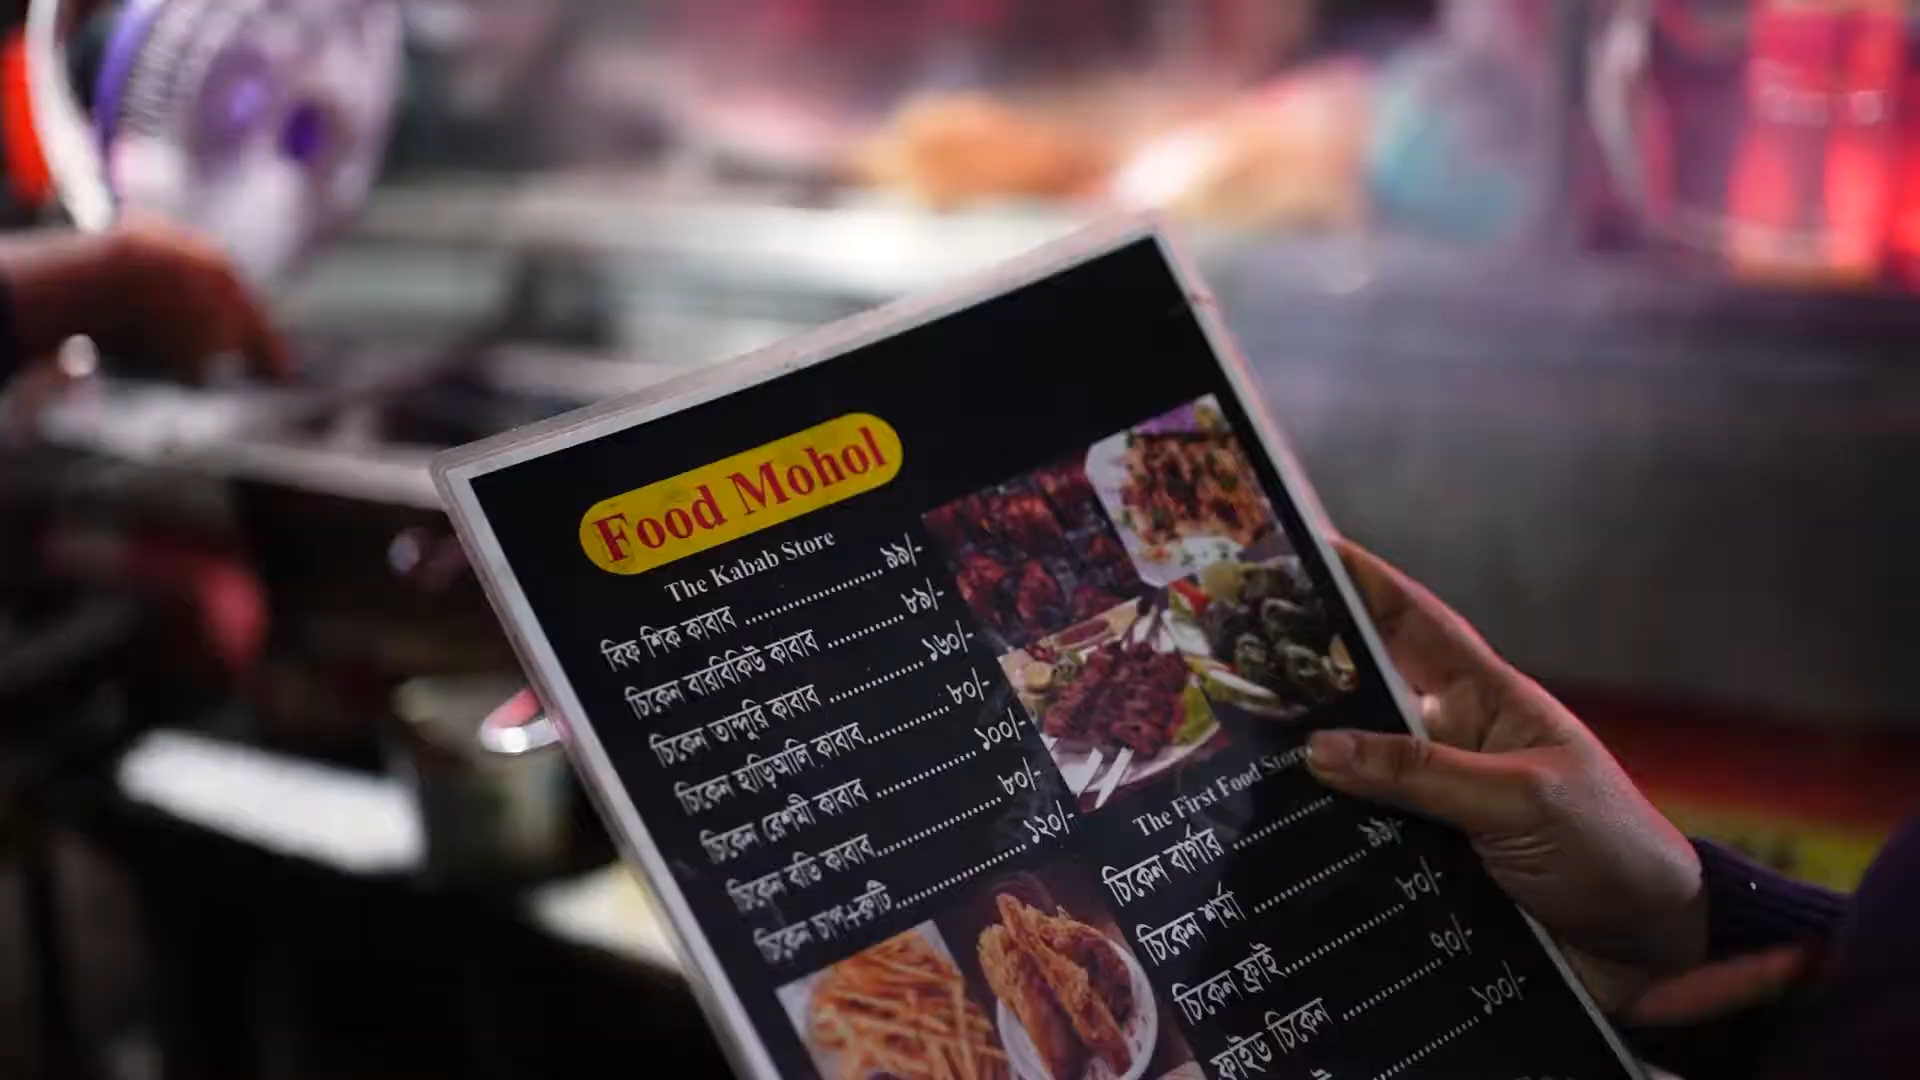 Food Mohol
The Kabab Store
বিফ শিক কাবাব ..................... ৯৯/-
চিকেন বারবিকিউ কাবাব ........... ৮৯/-
চিকেন তান্দুরি কাবাব .............. ১৬০/-
চিকেন হাড়িআলি কাবাব............ ৮০/-
চিকেন রেশমী কাবাব ............... ১০০/-
চিকেন বটি কাবাব................... ৮০/-
চিকেন চাপ+রুটি.................... ১২০/-
The First Food Store
চিকেন বার্গার ...............
চিকেন শর্মা ................. ৯৯/-
চিকেন ফ্রাই.................. ৮০/-
ফ্রাইড চিকেন ............... ৭০/-
১০০/-